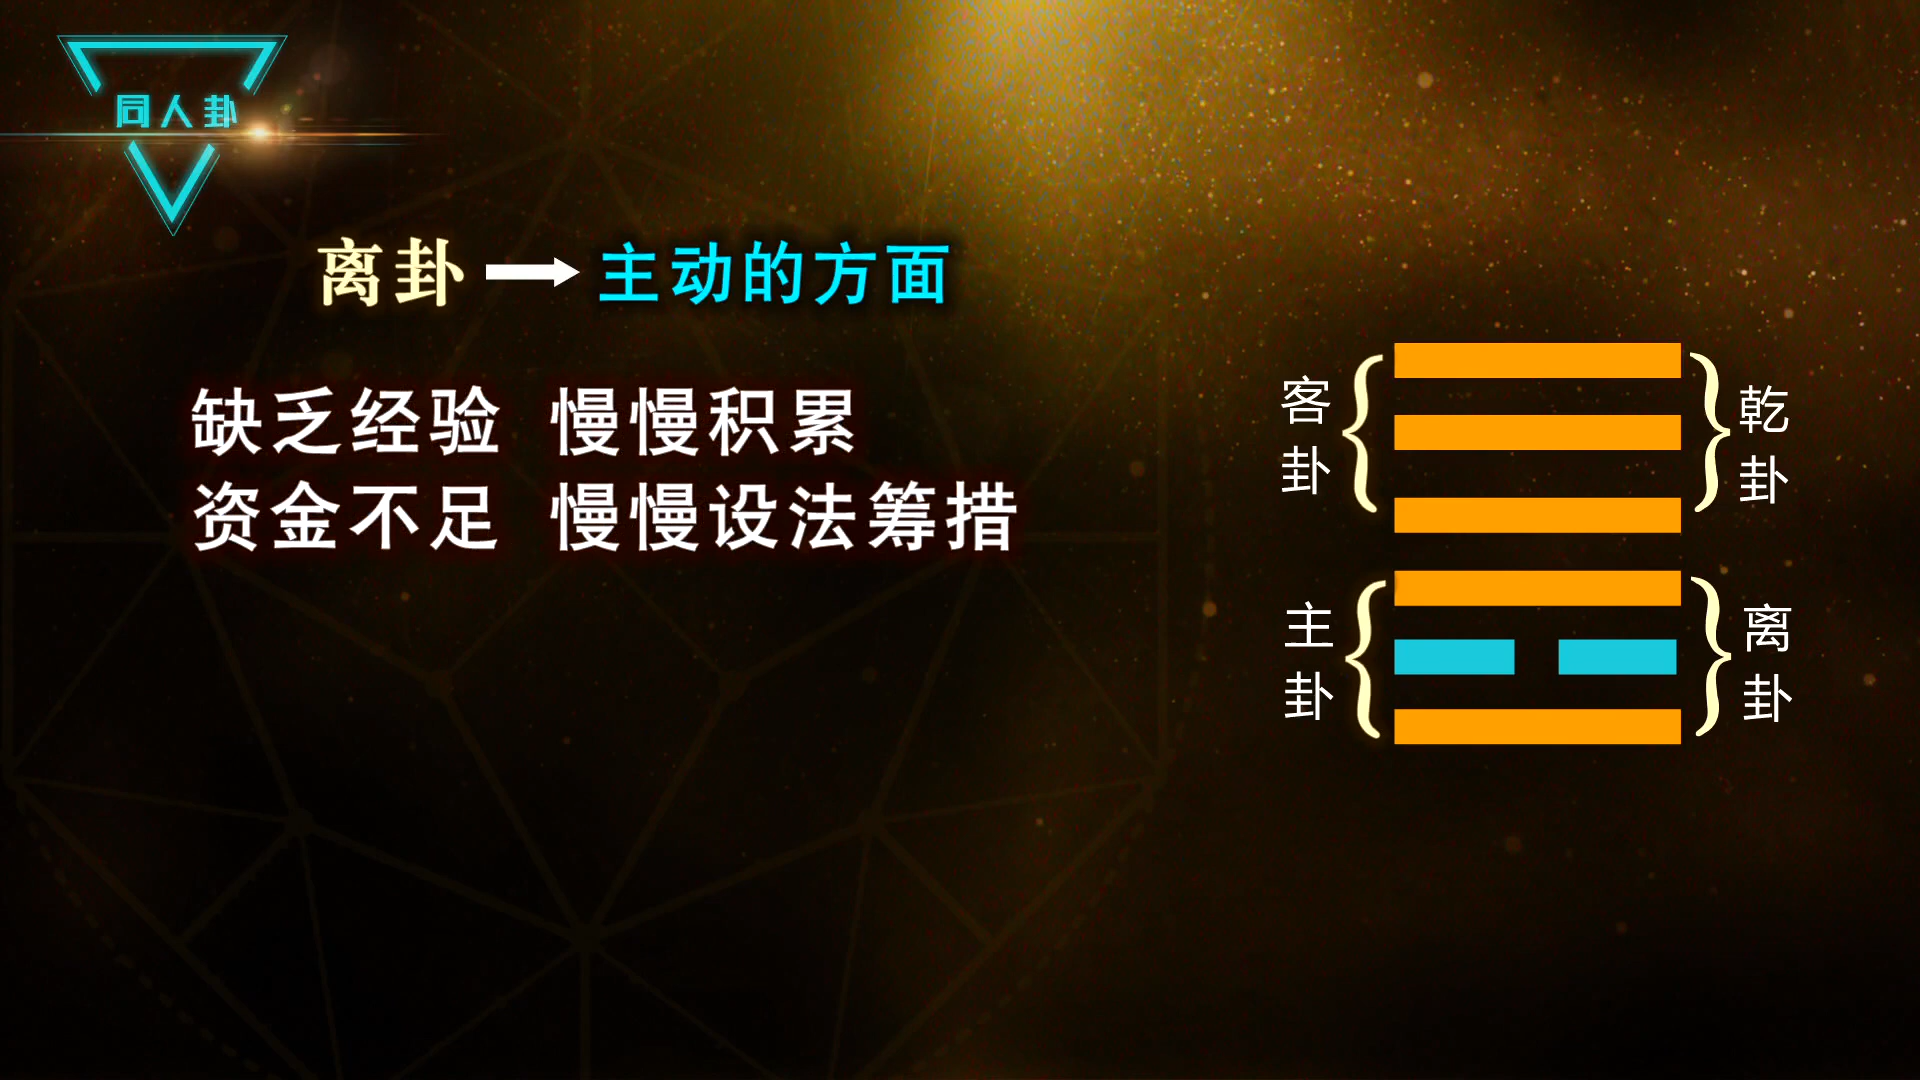 同人卦
离卦 → 主动的方面
缺乏经验 慢慢积累
资金不足 慢慢设法筹措
客卦
乾卦
主卦
离卦